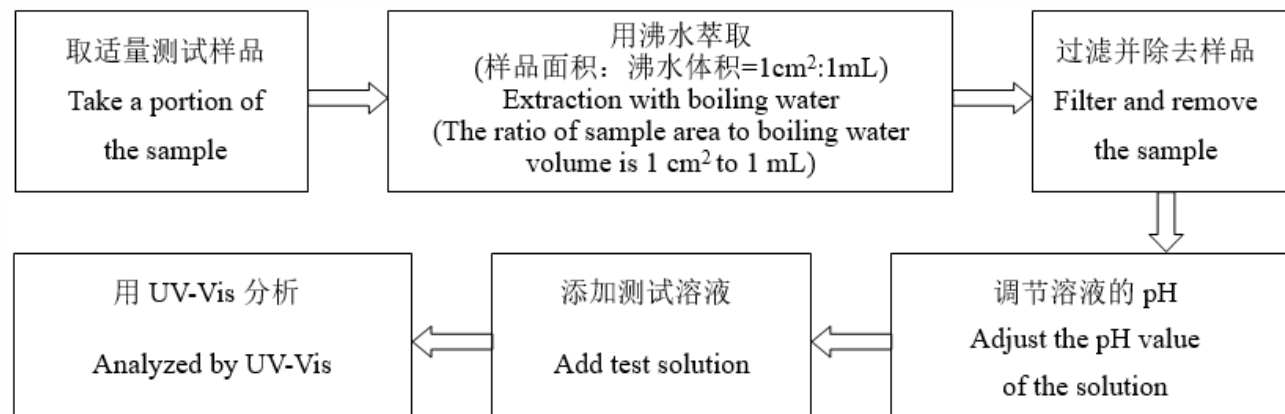 取适量测试样品
Take a portion of
the sample
用沸水萃取
(样品面积：沸水体积=1cm²:1mL)
Extraction with boiling water
(The ratio of sample area to boiling water
volume is 1 cm² to 1 mL)
过滤并除去样品
Filter and remove
the sample
调节溶液的 pH
Adjust the pH value
of the solution
添加测试溶液
Add test solution
用 UV-Vis 分析
Analyzed by UV-Vis